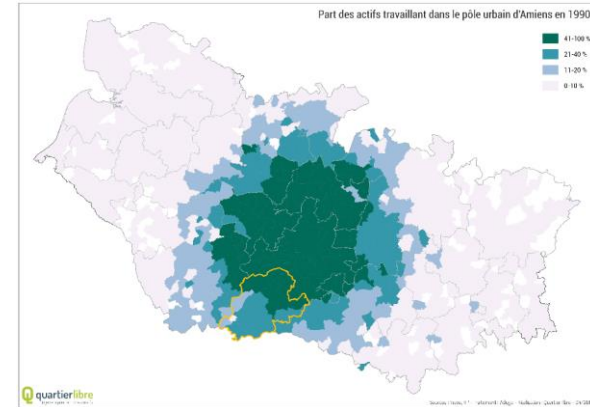 Part des actifs travaillant dans le pôle urbain d'Amiens en 1990
41-100 %
21-40 %
11-20 %
0-10 %
quartierlibre